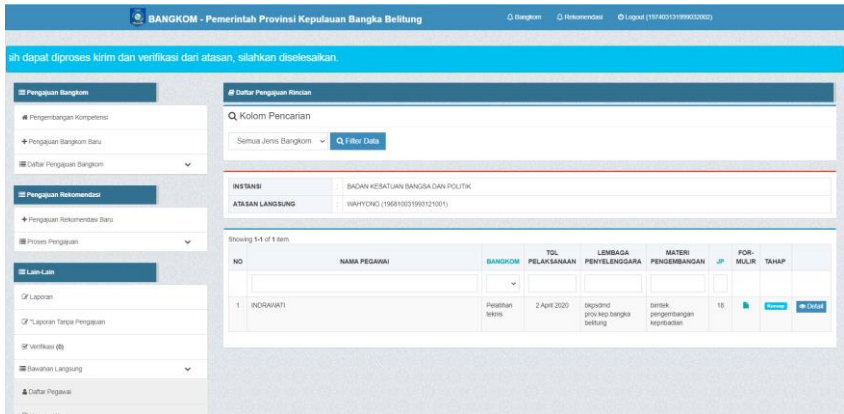 BANGKOM - Pemerintah Provinsi Kepulauan Bangka Belitung
Bangkom
Rekomendasi
Logout (197403131999032002)
sih dapat diproses kirim dan verifikasi dari atasan, silahkan diselesaikan.
Pengajuan Bangkom
Pengembangan Kompetensi
+ Pengajuan Bangkom Baru
Daftar Pengajuan Bangkom
Pengajuan Rekomendasi
+ Pengajuan Rekomendasi Baru
Proses Pengajuan
Lain-Lain
Laporan
*Laporan Tanpa Pengajuan
Verifikasi (0)
Bawahan Langsung
Daftar Pegawai
Daftar Pengajuan Rincian
Kolom Pencarian
Semua Jenis Bangkom
Filter Data
INSTANSI : BADAN KESATUAN BANGSA DAN POLITIK
ATASAN LANGSUNG : WAHYONO (196810031993121001)
Showing 1-1 of 1 item.
NO NAMA PEGAWAI BANGKOM TGL PELAKSANAAN LEMBAGA PENYELENGGARA MATERI PENGEMBANGAN JP FOR-MULIR TAHAP
1 INDRAWATI Pelatihan teknis 2 April 2020 bkpsdmd prov.kep.bangka belitung bimtek pengembangan kepribadian 18 Detail